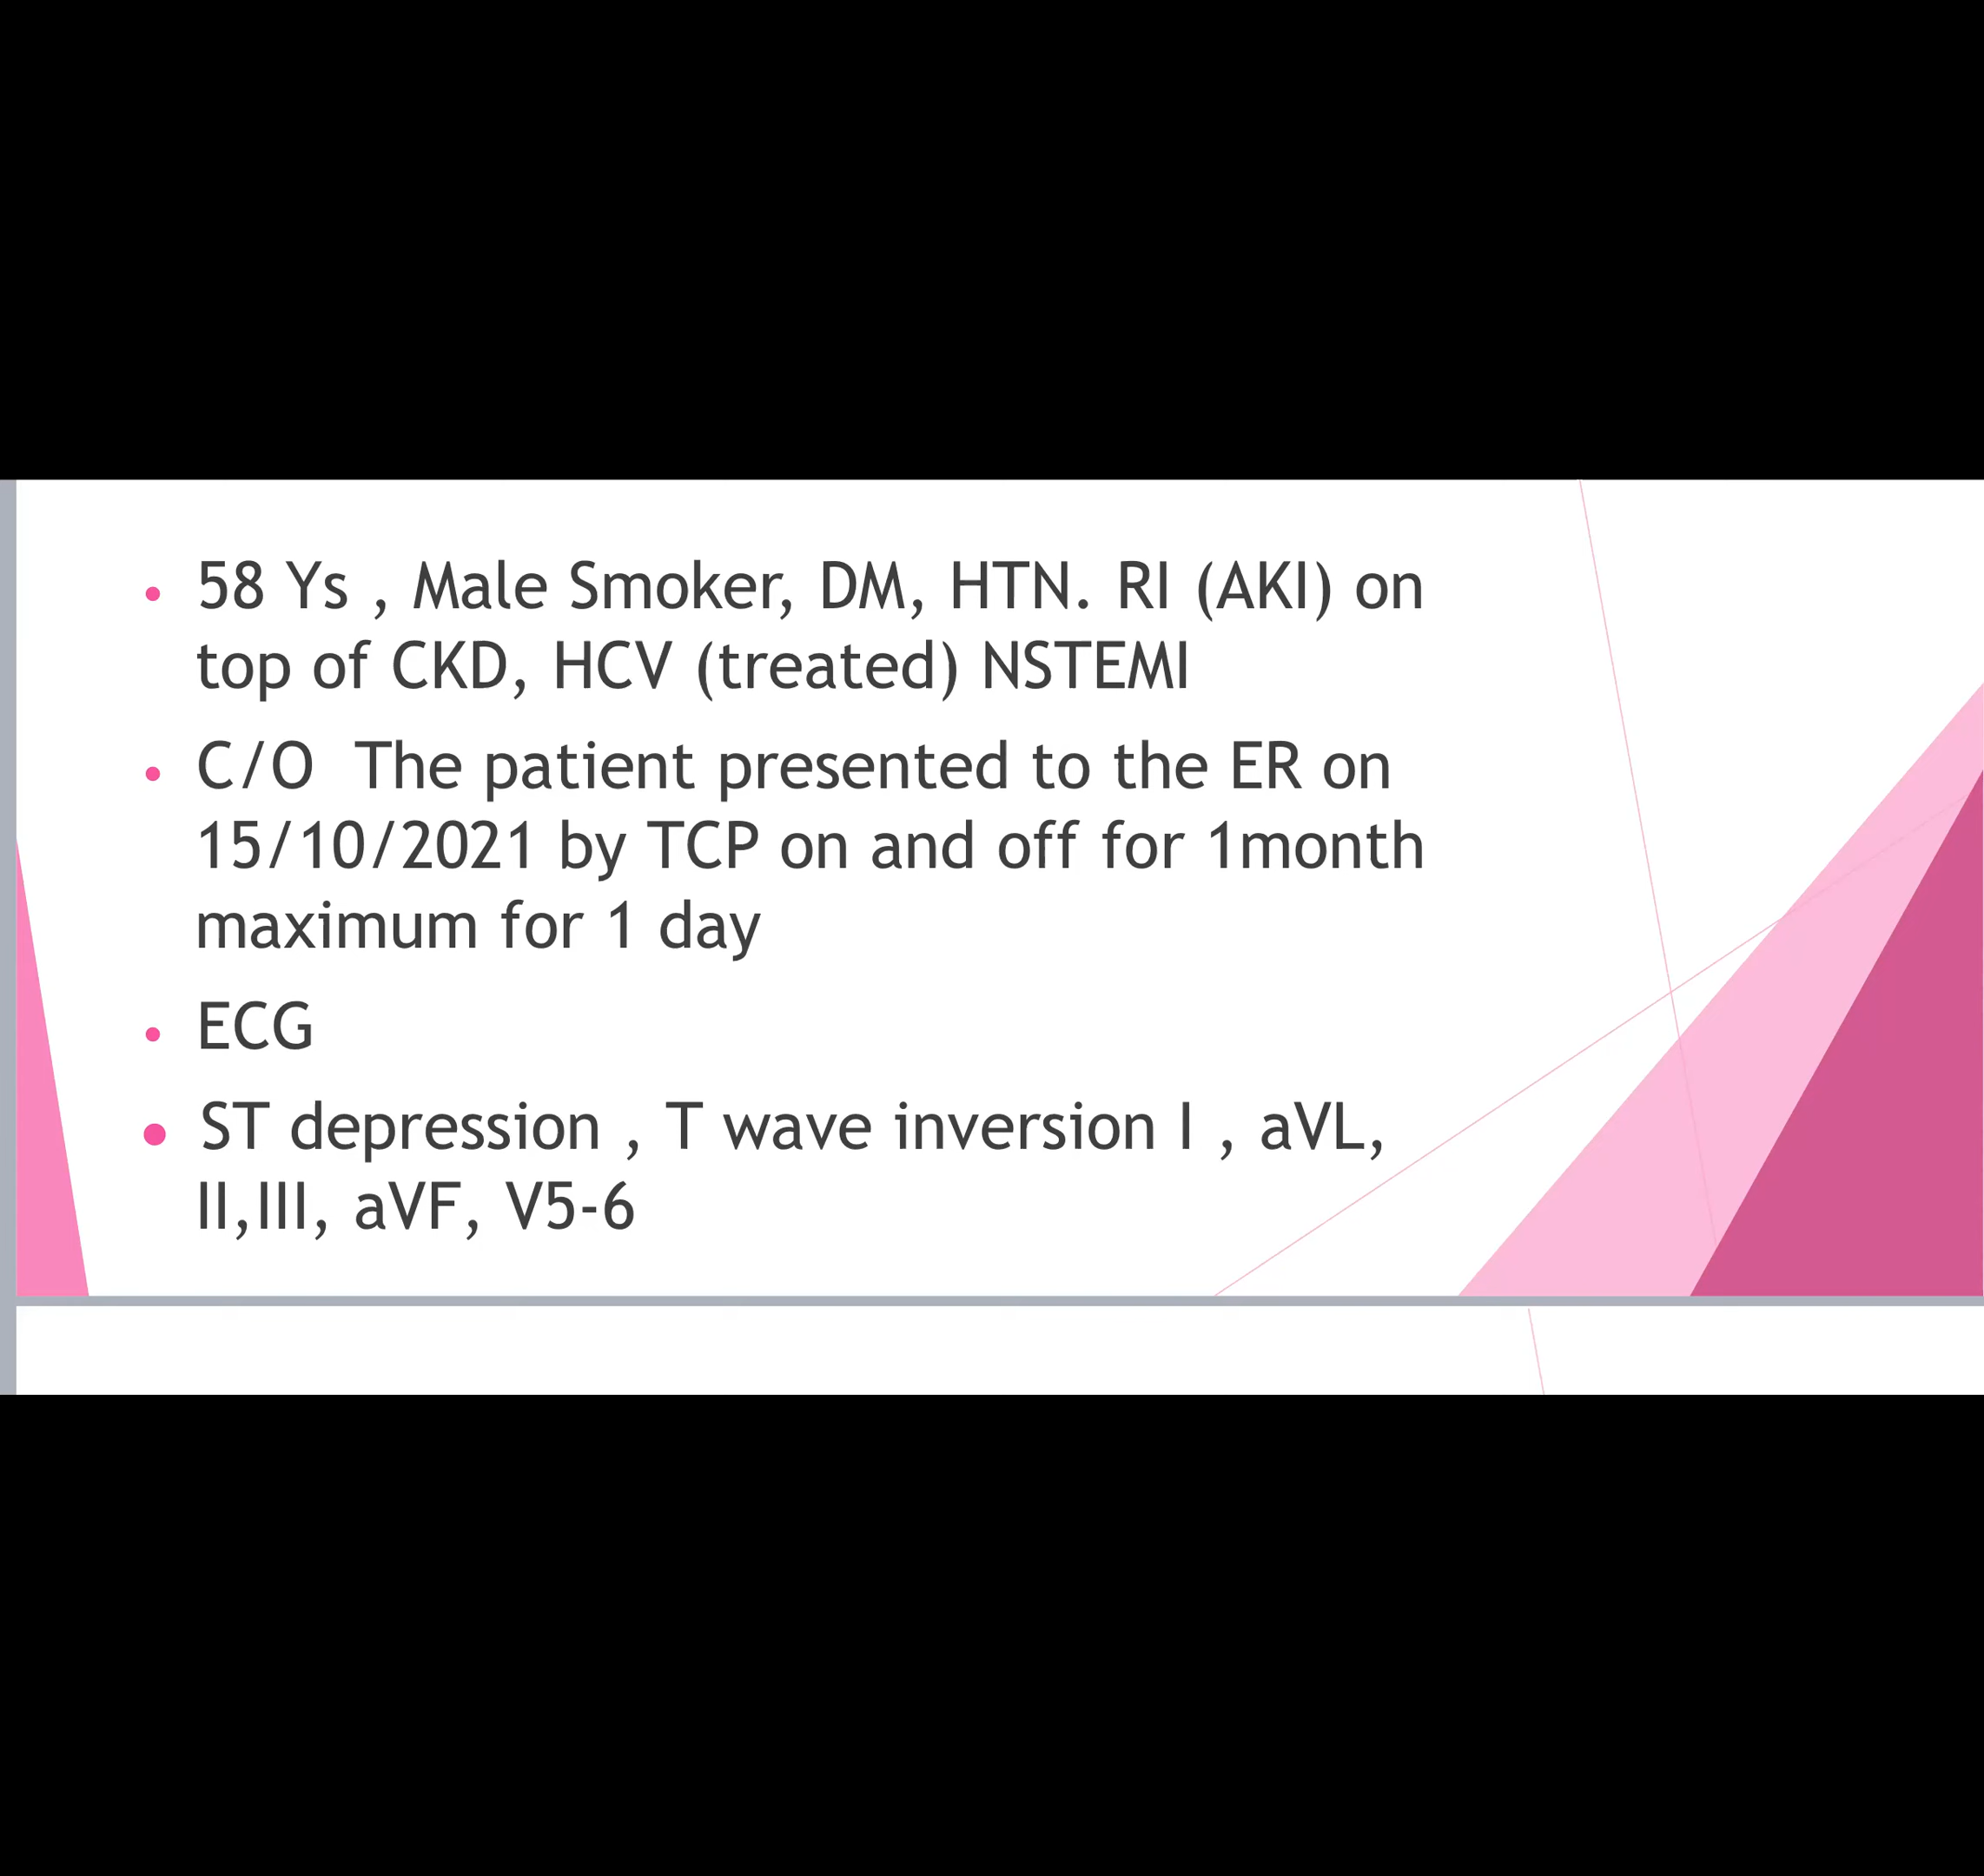 58 Ys , Male Smoker, DM, HTN. RI (AKI) on
top of CKD, HCV (treated) NSTEMI
C/O The patient presented to the ER on
15/10/2021 by TCP on and off for 1month
maximum for 1 day
ECG
ST depression , T wave inversion I , aVL,
II,III, aVF, V5-6